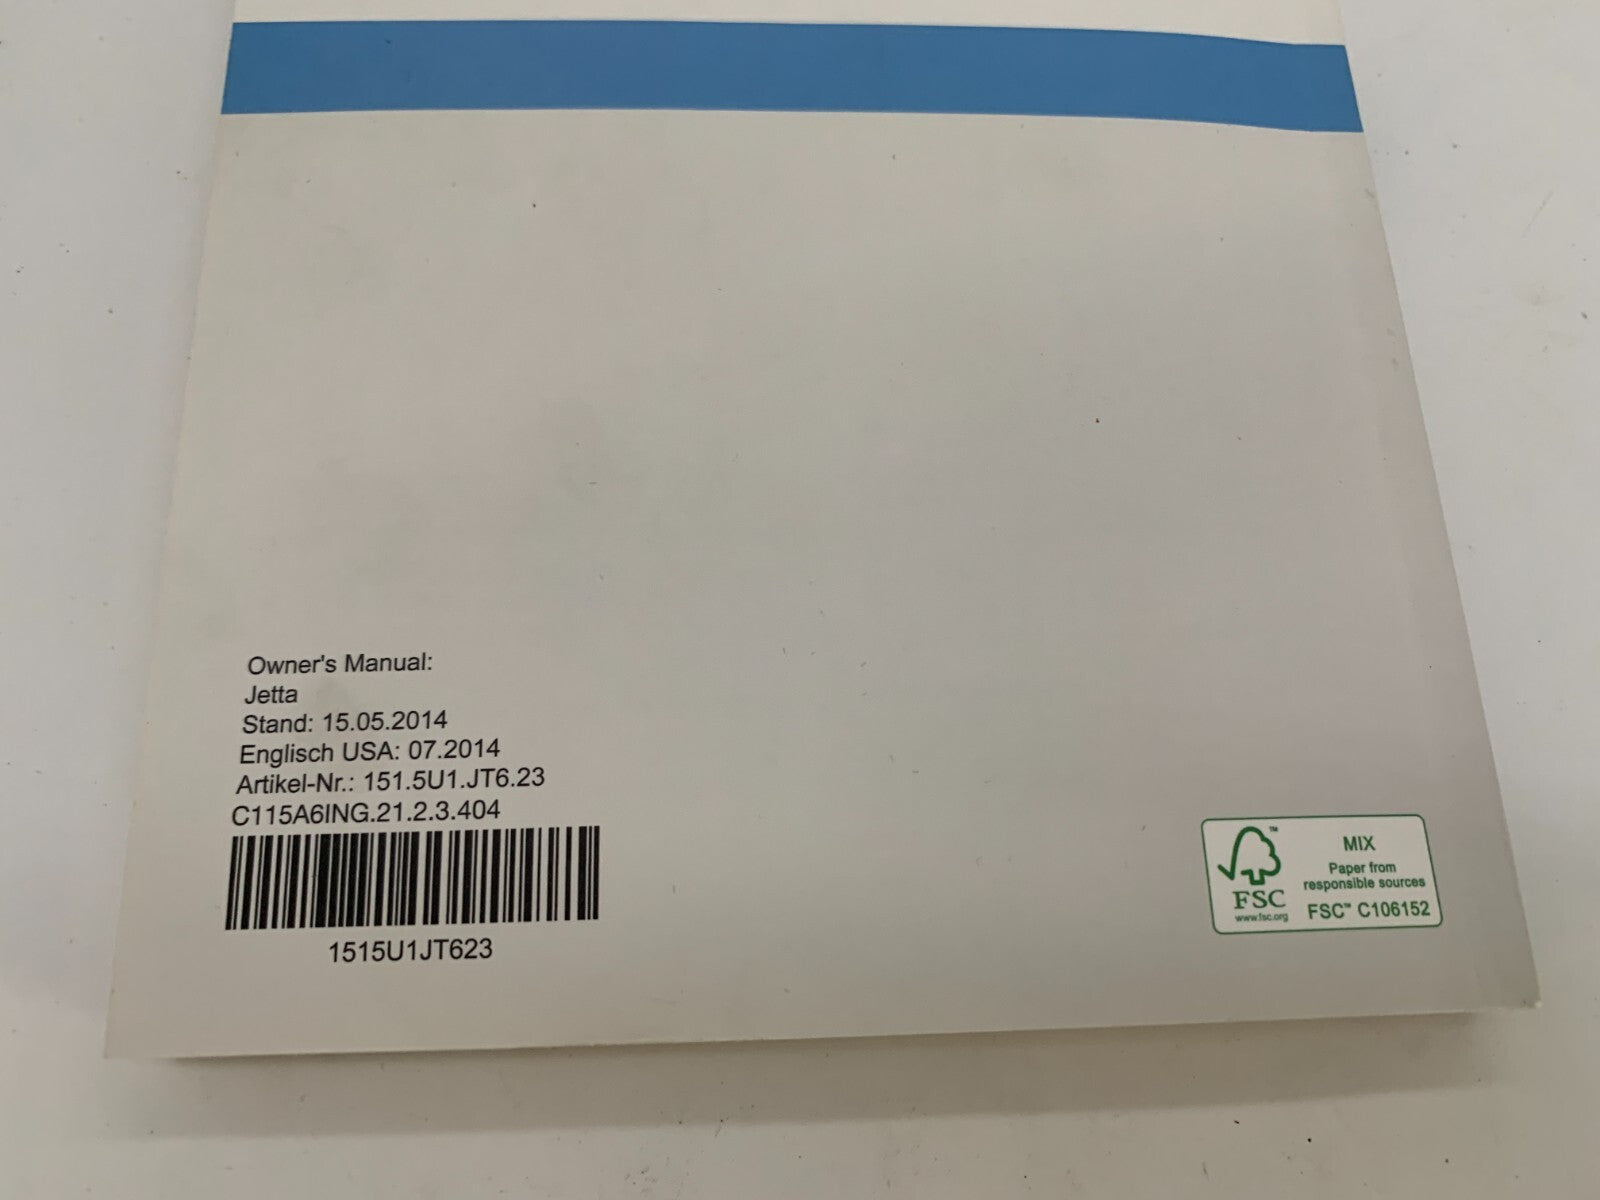 Owner's Manual:
Jetta
Stand: 15.05.2014
Englisch USA: 07.2014
Artikel-Nr.: 151.5U1.JT6.23
C115A6ING.21.2.3.404
1515U1JT623
™
FSC
www.fsc.org
MIX
Paper from
responsible sources
FSC™ C106152